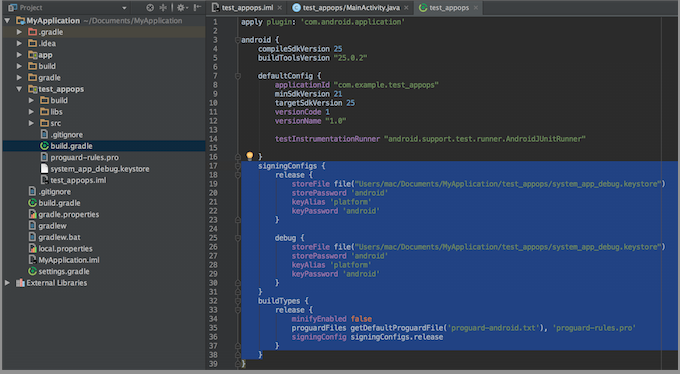 Project
test_appops.iml
test_appops/MainActivity.java
test_appops
MyApplication ~/Documents/MyApplication
.gradle
.idea
app
build
gradle
test_appops
build
libs
src
.gitignore
build.gradle
proguard-rules.pro
system_app_debug.keystore
test_appops.iml
.gitignore
build.gradle
gradle.properties
gradlew
gradlew.bat
local.properties
MyApplication.iml
settings.gradle
External Libraries
1 apply plugin: 'com.android.application'
2
3 android {
4 compileSdkVersion 25
5 buildToolsVersion "25.0.2"
6
7 defaultConfig {
8 applicationId "com.example.test_appops"
9 minSdkVersion 21
10 targetSdkVersion 25
11 versionCode 1
12 versionName "1.0"
13
14 testInstrumentationRunner "android.support.test.runner.AndroidJUnitRunner"
15
16 }
17 signingConfigs {
18 release {
19 storeFile file("Users/mac/Documents/MyApplication/test_appops/system_app_debug.keystore")
20 storePassword 'android'
21 keyAlias 'platform'
22 keyPassword 'android'
23 }
24
25 debug {
26 storeFile file("Users/mac/Documents/MyApplication/test_appops/system_app_debug.keystore")
27 storePassword 'android'
28 keyAlias 'platform'
29 keyPassword 'android'
30 }
31 }
32 buildTypes {
33 release {
34 minifyEnabled false
35 proguardFiles getDefaultProguardFile('proguard-android.txt'), 'proguard-rules.pro'
36 signingConfig signingConfigs.release
37 }
38 }
39 }